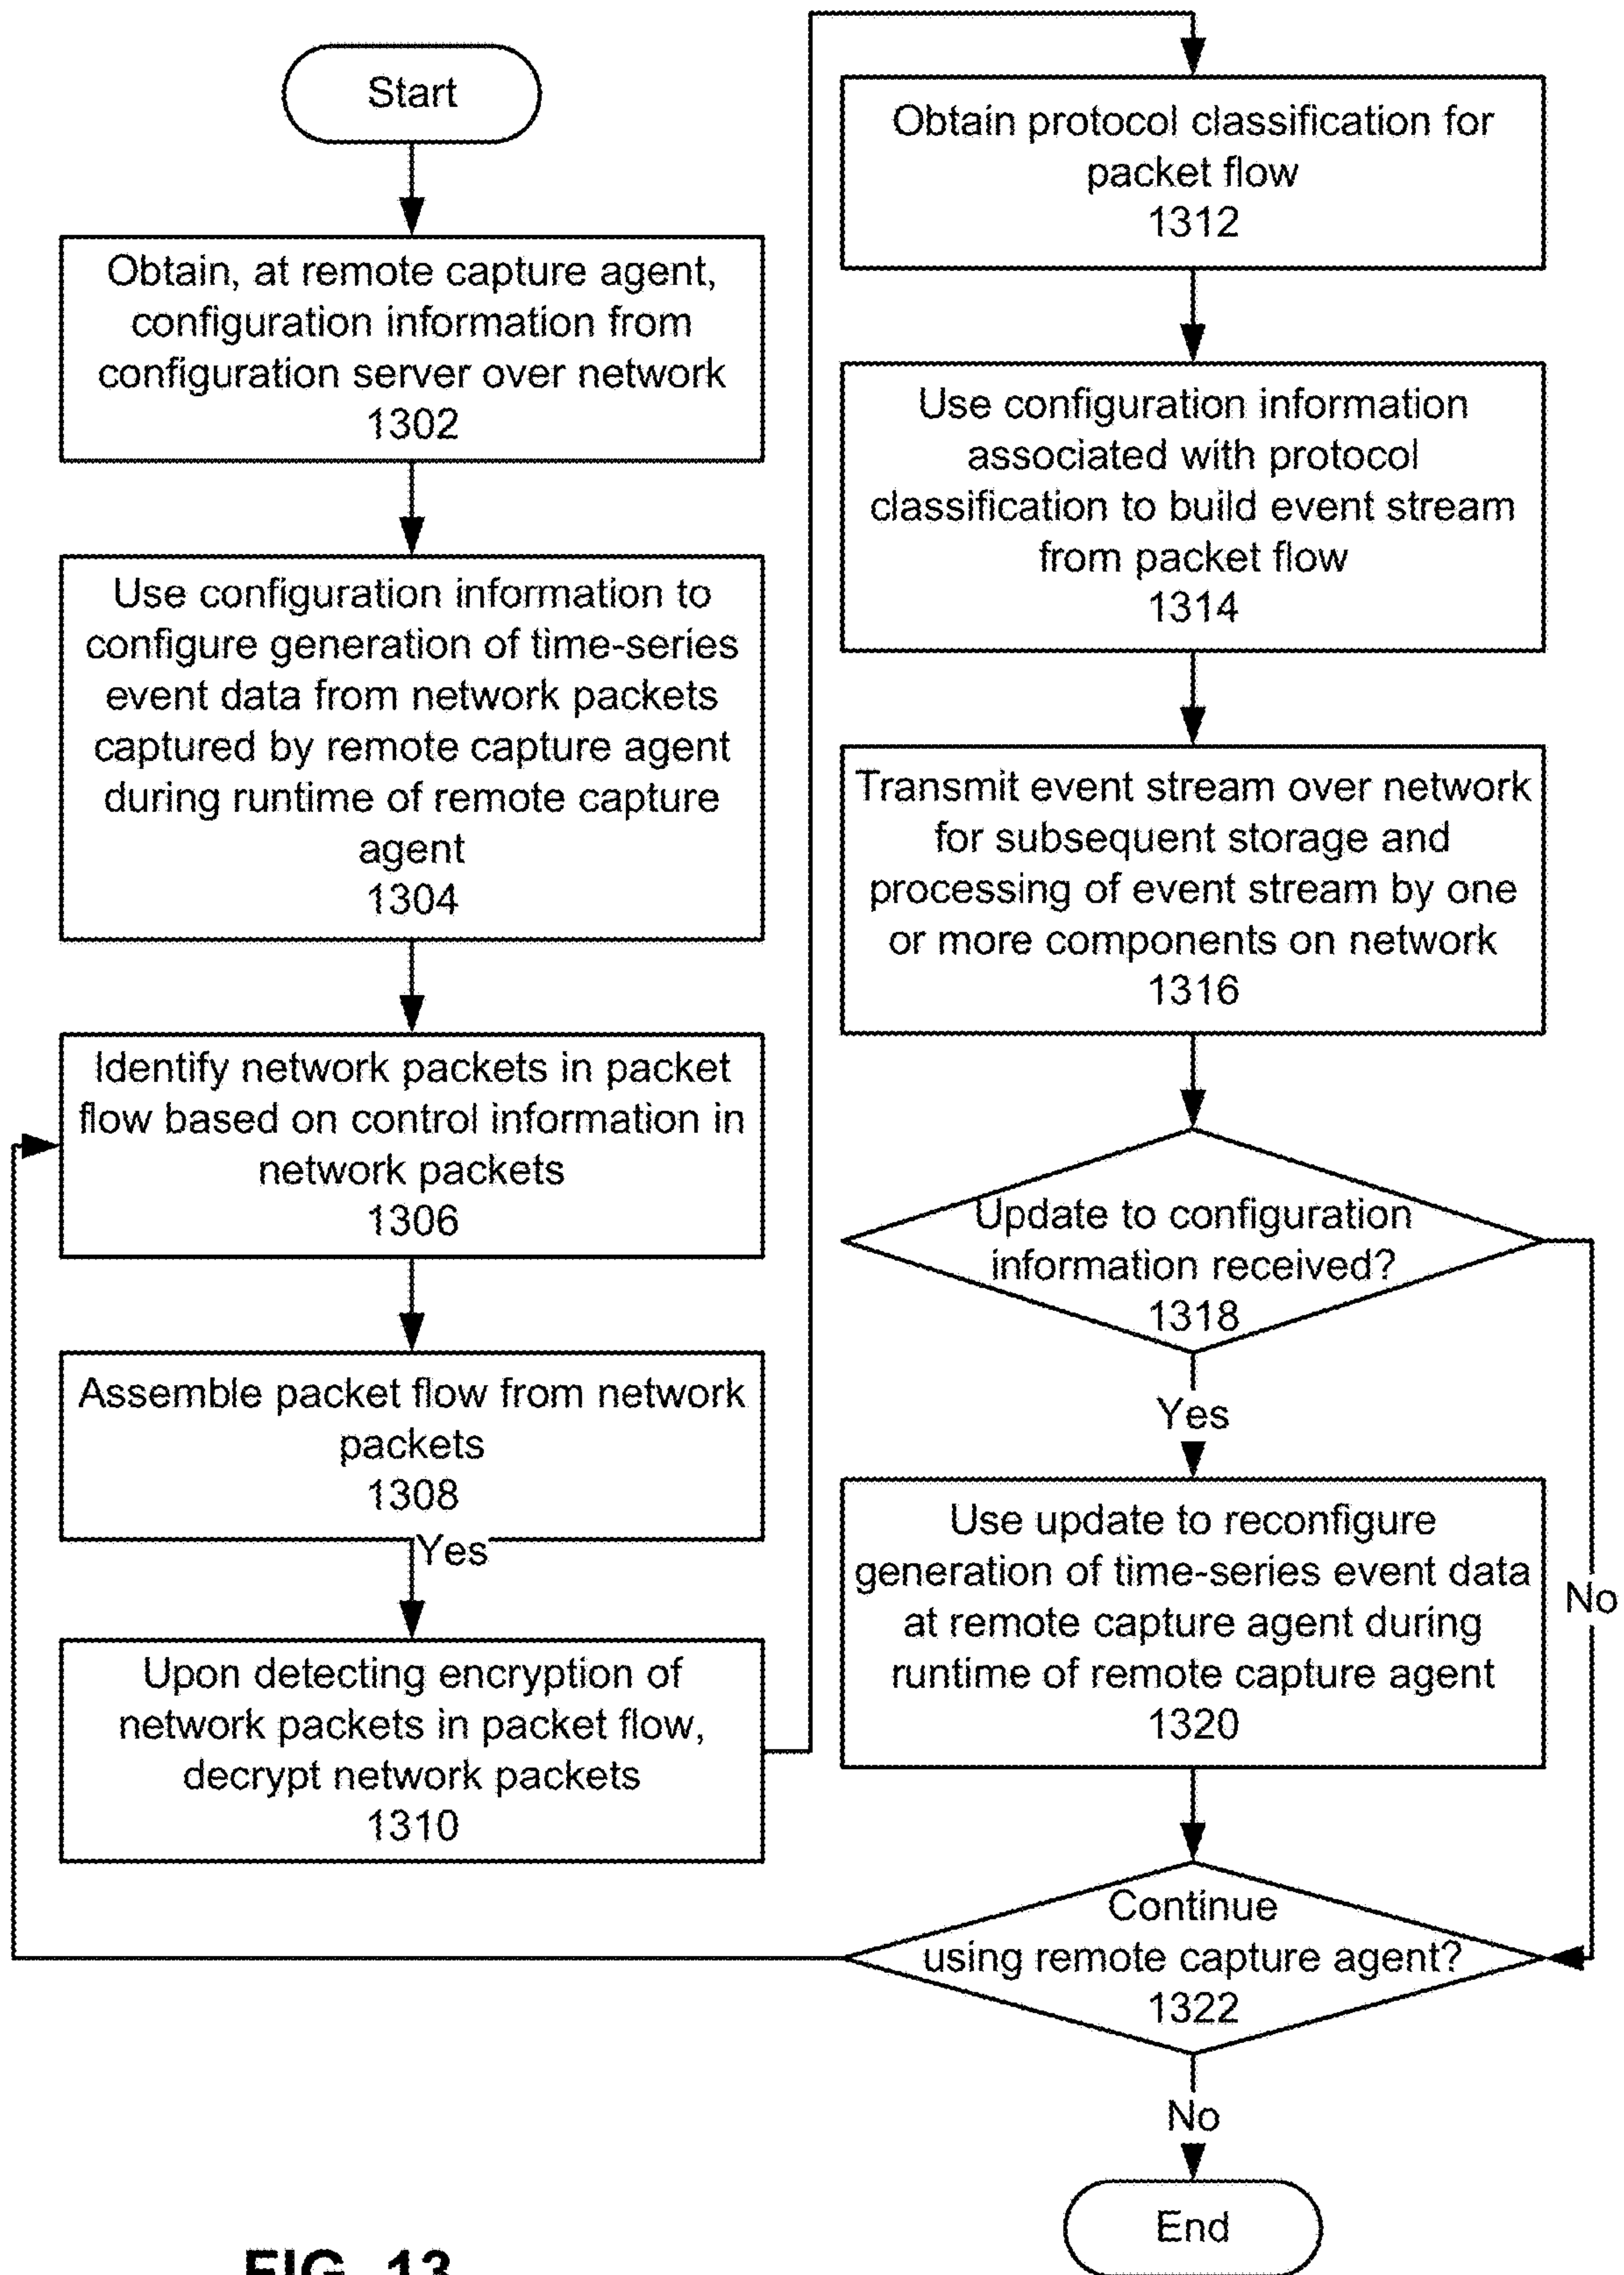 Start
Obtain, at remote capture agent,
configuration information from
configuration server over network
1302
Use configuration information to
configure generation of time-series
event data from network packets
captured by remote capture agent
during runtime of remote capture
agent
1304
Identify network packets in packet
flow based on control information in
network packets
1306
Assemble packet flow from network
packets
1308
Yes
Upon detecting encryption of
network packets in packet flow,
decrypt network packets
1310
Obtain protocol classification for
packet flow
1312
Use configuration information
associated with protocol
classification to build event stream
from packet flow
1314
Transmit event stream over network
for subsequent storage and
processing of event stream by one
or more components on network
1316
Update to configuration
information received?
1318
Yes
No
Use update to reconfigure
generation of time-series event data
at remote capture agent during
runtime of remote capture agent
1320
Continue
using remote capture agent?
1322
No
End
FIG. 13